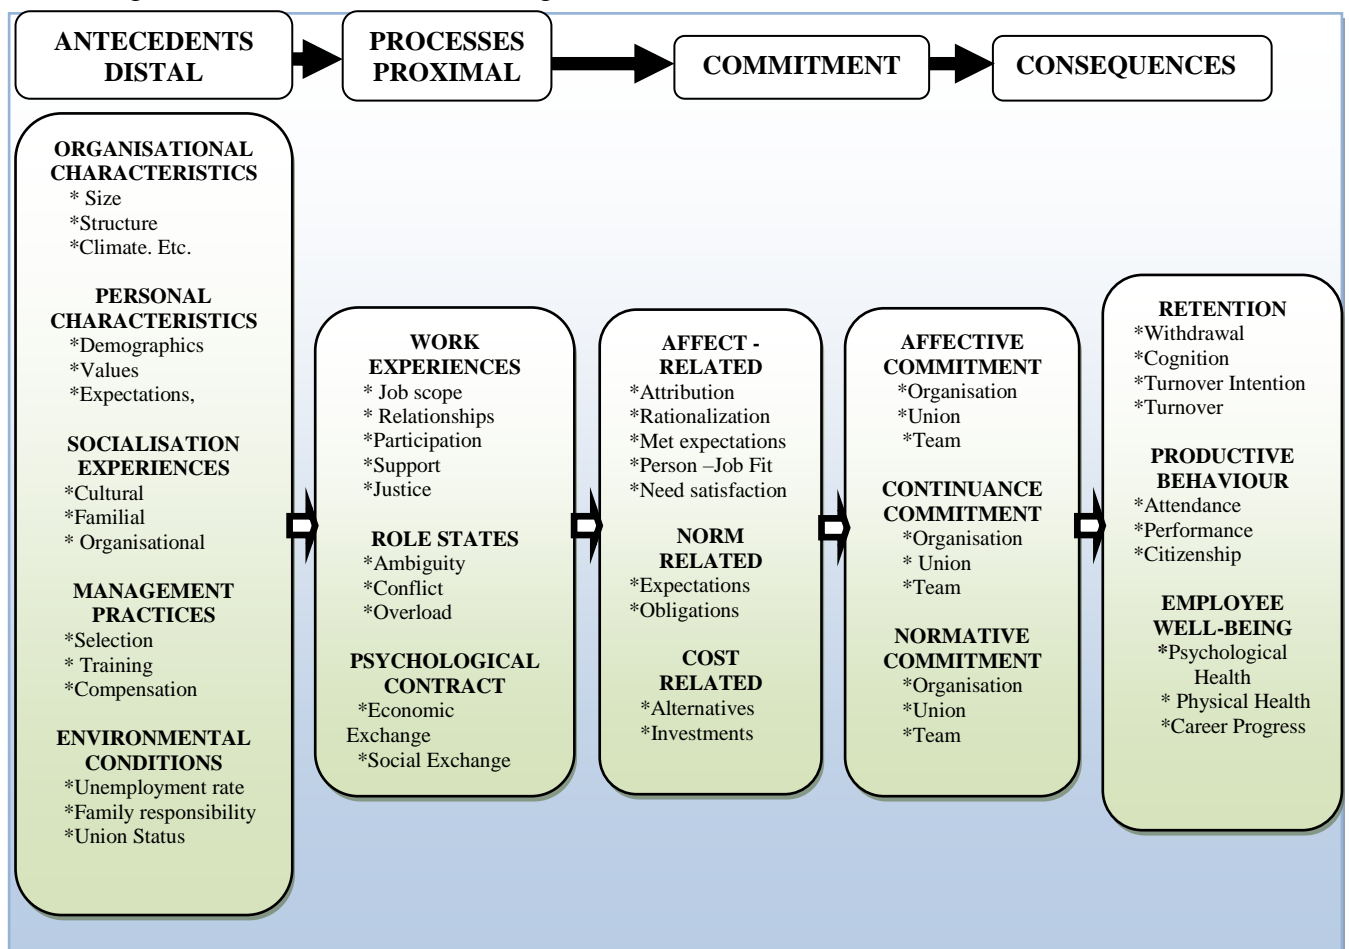 ANTECEDENTS
DISTAL
PROCESSES
PROXIMAL
COMMITMENT
CONSEQUENCES
ORGANISATIONAL
CHARACTERISTICS
* Size
*Structure
*Climate. Etc.
PERSONAL
CHARACTERISTICS
*Demographics
*Values
*Expectations,
SOCIALISATION
EXPERIENCES
*Cultural
*Familial
* Organisational
MANAGEMENT
PRACTICES
*Selection
* Training
*Compensation
ENVIRONMENTAL
CONDITIONS
*Unemployment rate
*Family responsibility
*Union Status
WORK
EXPERIENCES
* Job scope
* Relationships
*Participation
*Support
*Justice
ROLE STATES
*Ambiguity
*Conflict
*Overload
PSYCHOLOGICAL
CONTRACT
*Economic
Exchange
*Social Exchange
AFFECT -
RELATED
*Attribution
*Rationalization
*Met expectations
*Person –Job Fit
*Need satisfaction
NORM
RELATED
*Expectations
*Obligations
COST
RELATED
*Alternatives
*Investments
AFFECTIVE
COMMITMENT
*Organisation
*Union
*Team
CONTINUANCE
COMMITMENT
*Organisation
* Union
*Team
NORMATIVE
COMMITMENT
*Organisation
*Union
*Team
RETENTION
*Withdrawal
*Cognition
*Turnover Intention
*Turnover
PRODUCTIVE
BEHAVIOUR
*Attendance
*Performance
*Citizenship
EMPLOYEE
WELL-BEING
*Psychological
Health
* Physical Health
*Career Progress